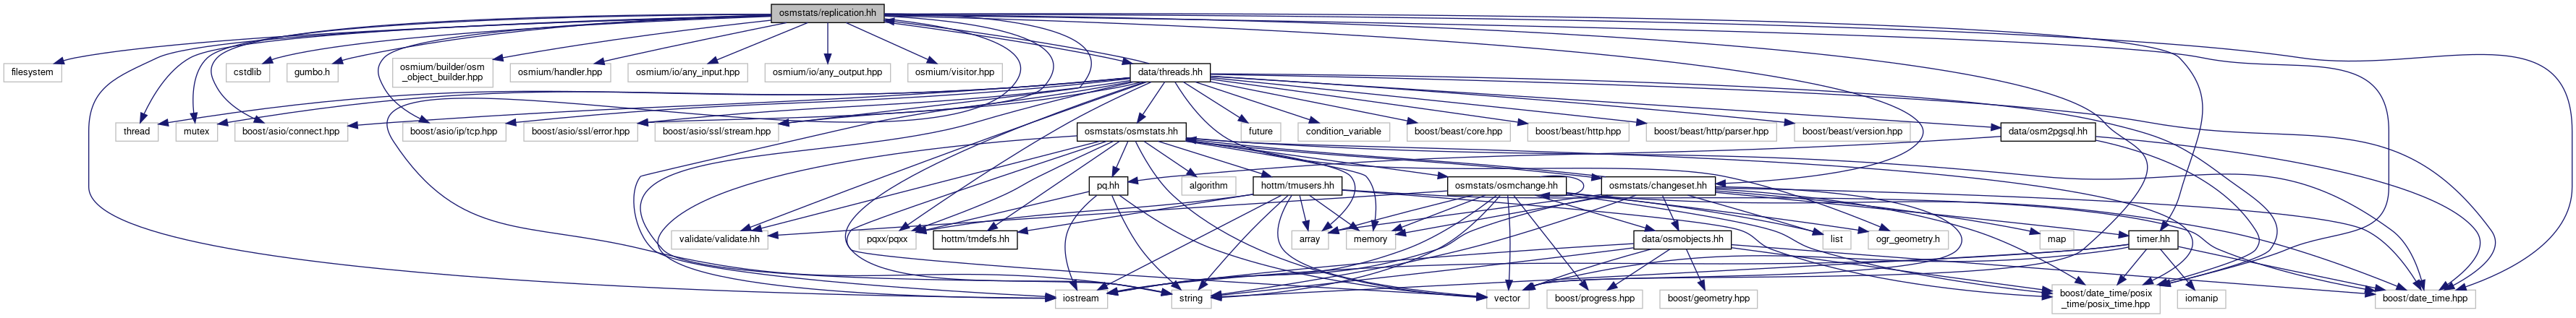 osmstats/replication.hh
filesystem
cstdlib
gumbo.h
osmium/builder/osm
_object_builder.hpp
osmium/handler.hpp
osmium/io/any_input.hpp
osmium/io/any_output.hpp
osmium/visitor.hpp
data/threads.hh
thread
mutex
boost/asio/connect.hpp
boost/asio/ip/tcp.hpp
boost/asio/ssl/error.hpp
boost/asio/ssl/stream.hpp
osmstats/osmstats.hh
future
condition_variable
boost/beast/core.hpp
boost/beast/http.hpp
boost/beast/http/parser.hpp
boost/beast/version.hpp
data/osm2pgsql.hh
pq.hh
algorithm
hottm/tmusers.hh
osmstats/osmchange.hh
osmstats/changeset.hh
validate/validate.hh
pqxx/pqxx
hottm/tmdefs.hh
array
memory
data/osmobjects.hh
list
ogr_geometry.h
map
timer.hh
iostream
string
vector
boost/progress.hpp
boost/geometry.hpp
boost/date_time/posix
_time/posix_time.hpp
iomanip
boost/date_time.hpp